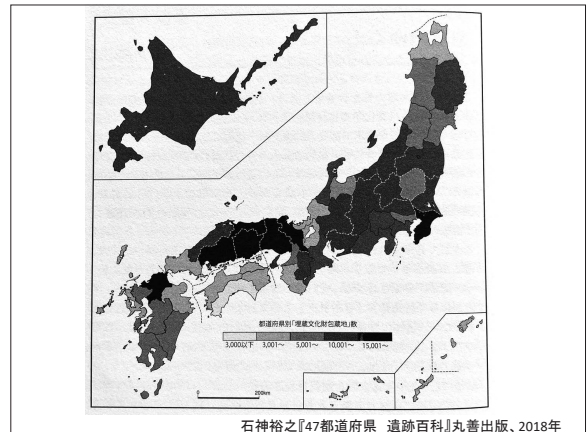 都道府県別「埋蔵文化財包蔵地」数
3,000以下 3,001〜 5,001〜 10,001〜 15,001〜
0 200km
石神裕之『47都道府県 遺跡百科』丸善出版、2018年